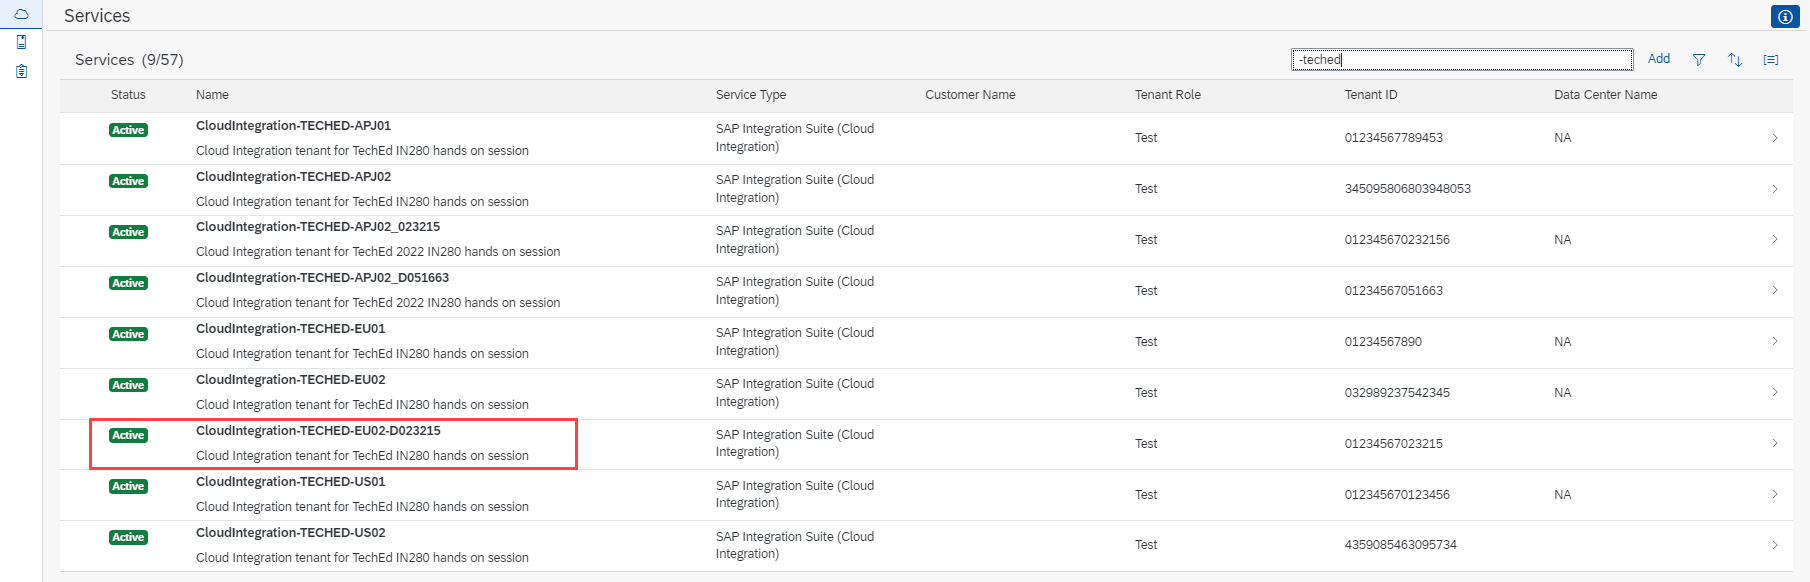 Services
Services (9/57)
-teched
Add
Status Name Service Type Customer Name Tenant Role Tenant ID Data Center Name
Active CloudIntegration-TECHED-APJ01 SAP Integration Suite (Cloud Integration) Test 01234567789453 NA
Cloud Integration tenant for TechEd IN280 hands on session
Active CloudIntegration-TECHED-APJ02 SAP Integration Suite (Cloud Integration) Test 345095806803948053
Cloud Integration tenant for TechEd IN280 hands on session
Active CloudIntegration-TECHED-APJ02_023215 SAP Integration Suite (Cloud Integration) Test 012345670232156 NA
Cloud Integration tenant for TechEd 2022 IN280 hands on session
Active CloudIntegration-TECHED-APJ02_D051663 SAP Integration Suite (Cloud Integration) Test 01234567051663
Cloud Integration tenant for TechEd 2022 IN280 hands on session
Active CloudIntegration-TECHED-EU01 SAP Integration Suite (Cloud Integration) Test 01234567890 NA
Cloud Integration tenant for TechEd IN280 hands on session
Active CloudIntegration-TECHED-EU02 SAP Integration Suite (Cloud Integration) Test 032989237542345 NA
Cloud Integration tenant for TechEd IN280 hands on session
Active CloudIntegration-TECHED-EU02-D023215 SAP Integration Suite (Cloud Integration) Test 01234567023215
Cloud Integration tenant for TechEd IN280 hands on session
Active CloudIntegration-TECHED-US01 SAP Integration Suite (Cloud Integration) Test 012345670123456 NA
Cloud Integration tenant for TechEd IN280 hands on session
Active CloudIntegration-TECHED-US02 SAP Integration Suite (Cloud Integration) Test 4359085463095734
Cloud Integration tenant for TechEd IN280 hands on session